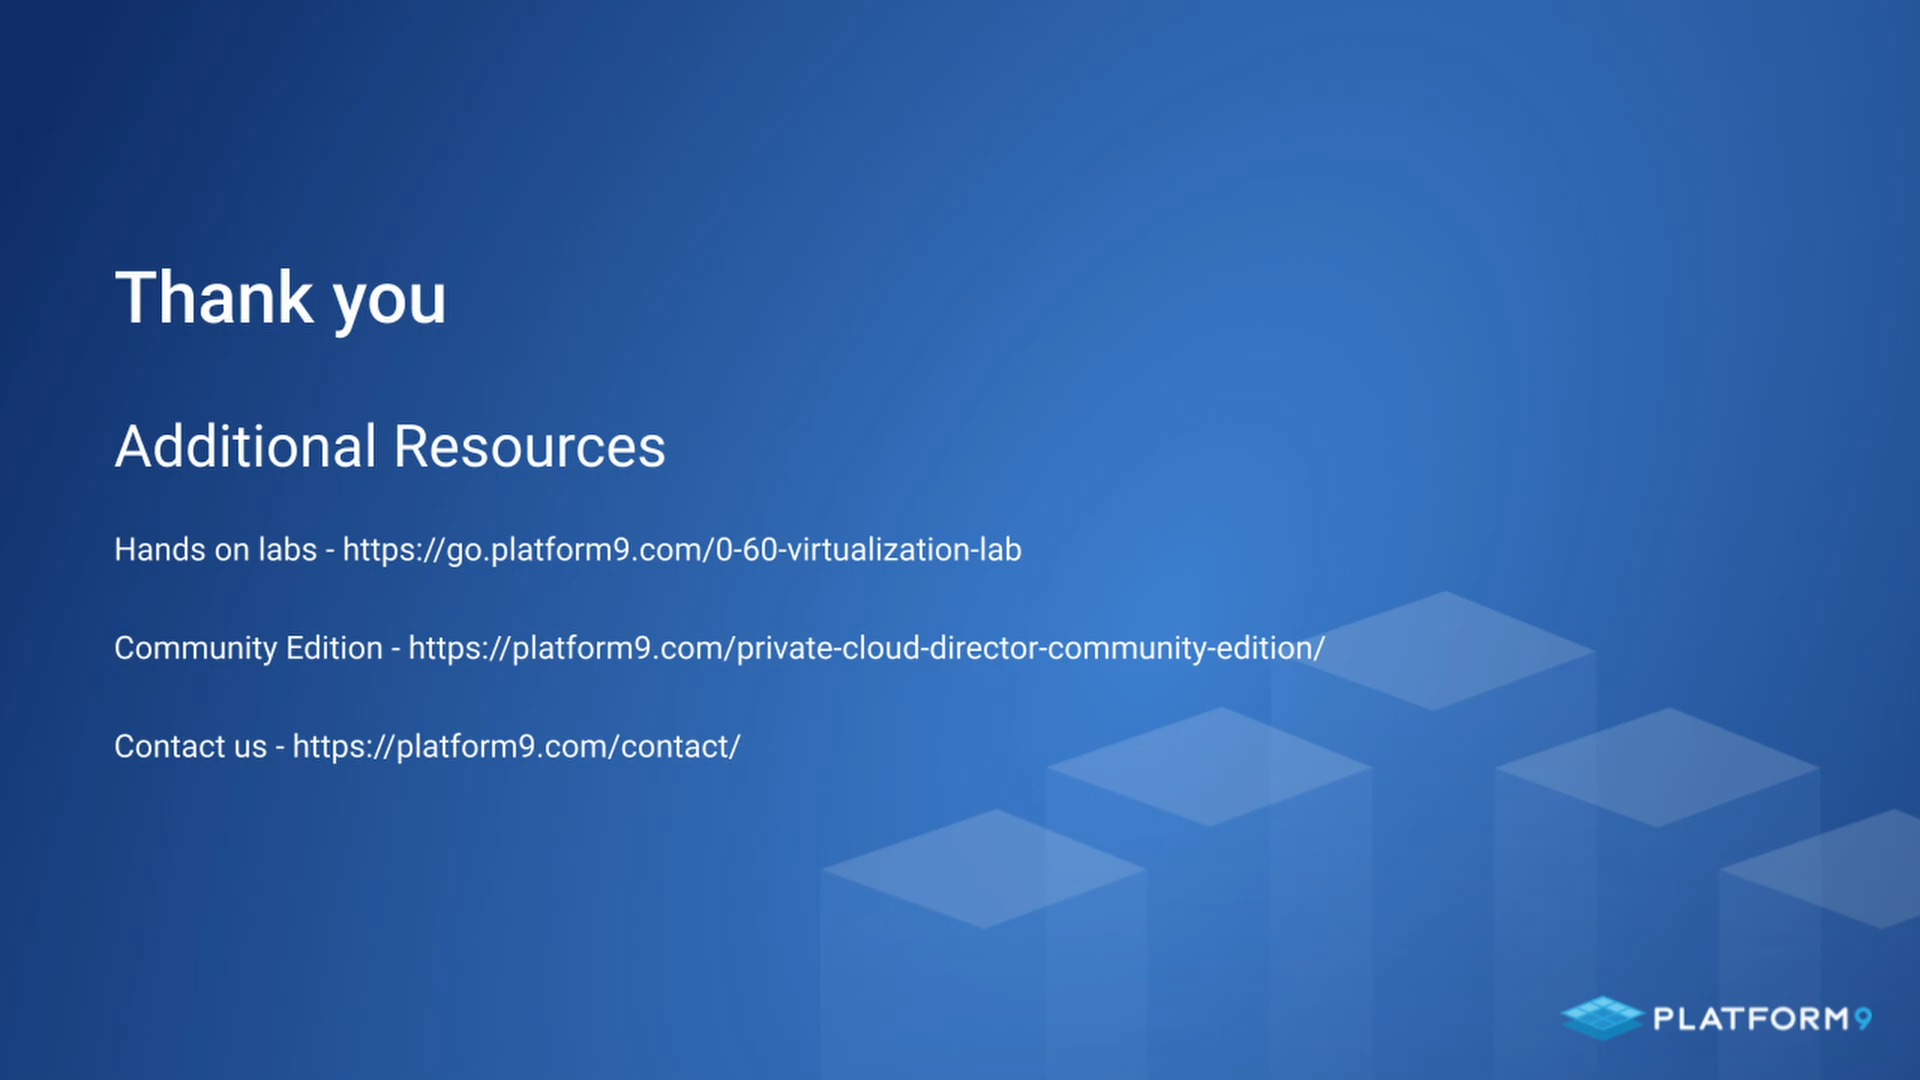 Thank you
Additional Resources
Hands on labs - https://go.platform9.com/0-60-virtualization-lab
Community Edition - https://platform9.com/private-cloud-director-community-edition/
Contact us - https://platform9.com/contact/
PLATFORM9